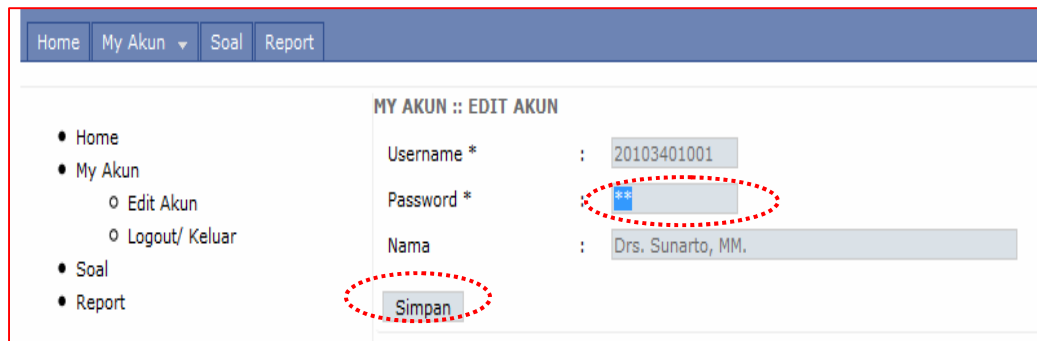 Home My Akun Soal Report
MY AKUN :: EDIT AKUN
• Home
• My Akun
o Edit Akun
o Logout/ Keluar
• Soal
• Report
Username * : 20103401001
Password * : **
Nama : Drs. Sunarto, MM.
Simpan